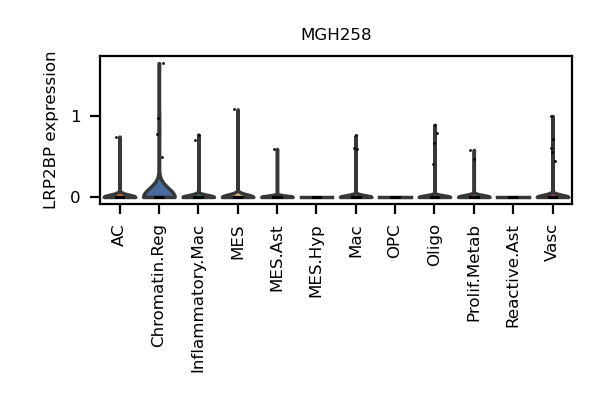 MGH258
LRP2BP expression
1
0
AC
Chromatin.Reg
Inflammatory.Mac
MES
MES.Ast
MES.Hyp
Mac
OPC
Oligo
Prolif.Metab
Reactive.Ast
Vasc